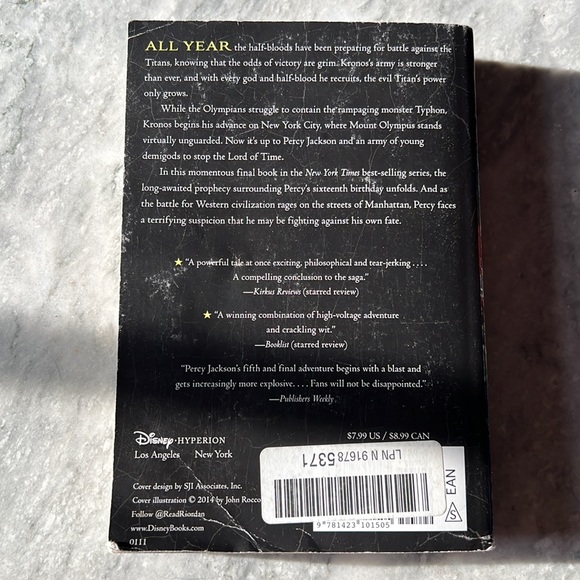 ALL YEAR the half-bloods have been preparing for battle against the
Titans, knowing that the odds of victory are grim. Kronos's army is stronger
than ever, and with every god and half-blood he recruits, the evil Titan's power
only grows.
While the Olympians struggle to contain the rampaging monster Typhon,
Kronos begins his advance on New York City, where Mount Olympus stands
virtually unguarded. Now it's up to Percy Jackson and an army of young
demigods to stop the Lord of Time.
In this momentous final book in the New York Times best-selling series, the
long-awaited prophecy surrounding Percy's sixteenth birthday unfolds. And as
the battle for Western civilization rages on the streets of Manhattan, Percy faces
a terrifying suspicion that he may be fighting against his own fate.
★ "A powerful tale at once exciting, philosophical and tear-jerking . . . .
A compelling conclusion to the saga."
—Kirkus Reviews (starred review)
★ "A winning combination of high-voltage adventure
and crackling wit."
—Booklist (starred review)
"Percy Jackson's fifth and final adventure begins with a blast and
gets increasingly more explosive. . . . Fans will not be disappointed."
—Publishers Weekly
Disney · HYPERION
Los Angeles New York
$7.99 US / $8.99 CAN
LPN N 91678 5371
Cover design by SJI Associates, Inc.
Cover illustration © 2014 by John Rocco
Follow @ReadRiordan
www.DisneyBooks.com
0111
S EAN
9 781423 101505